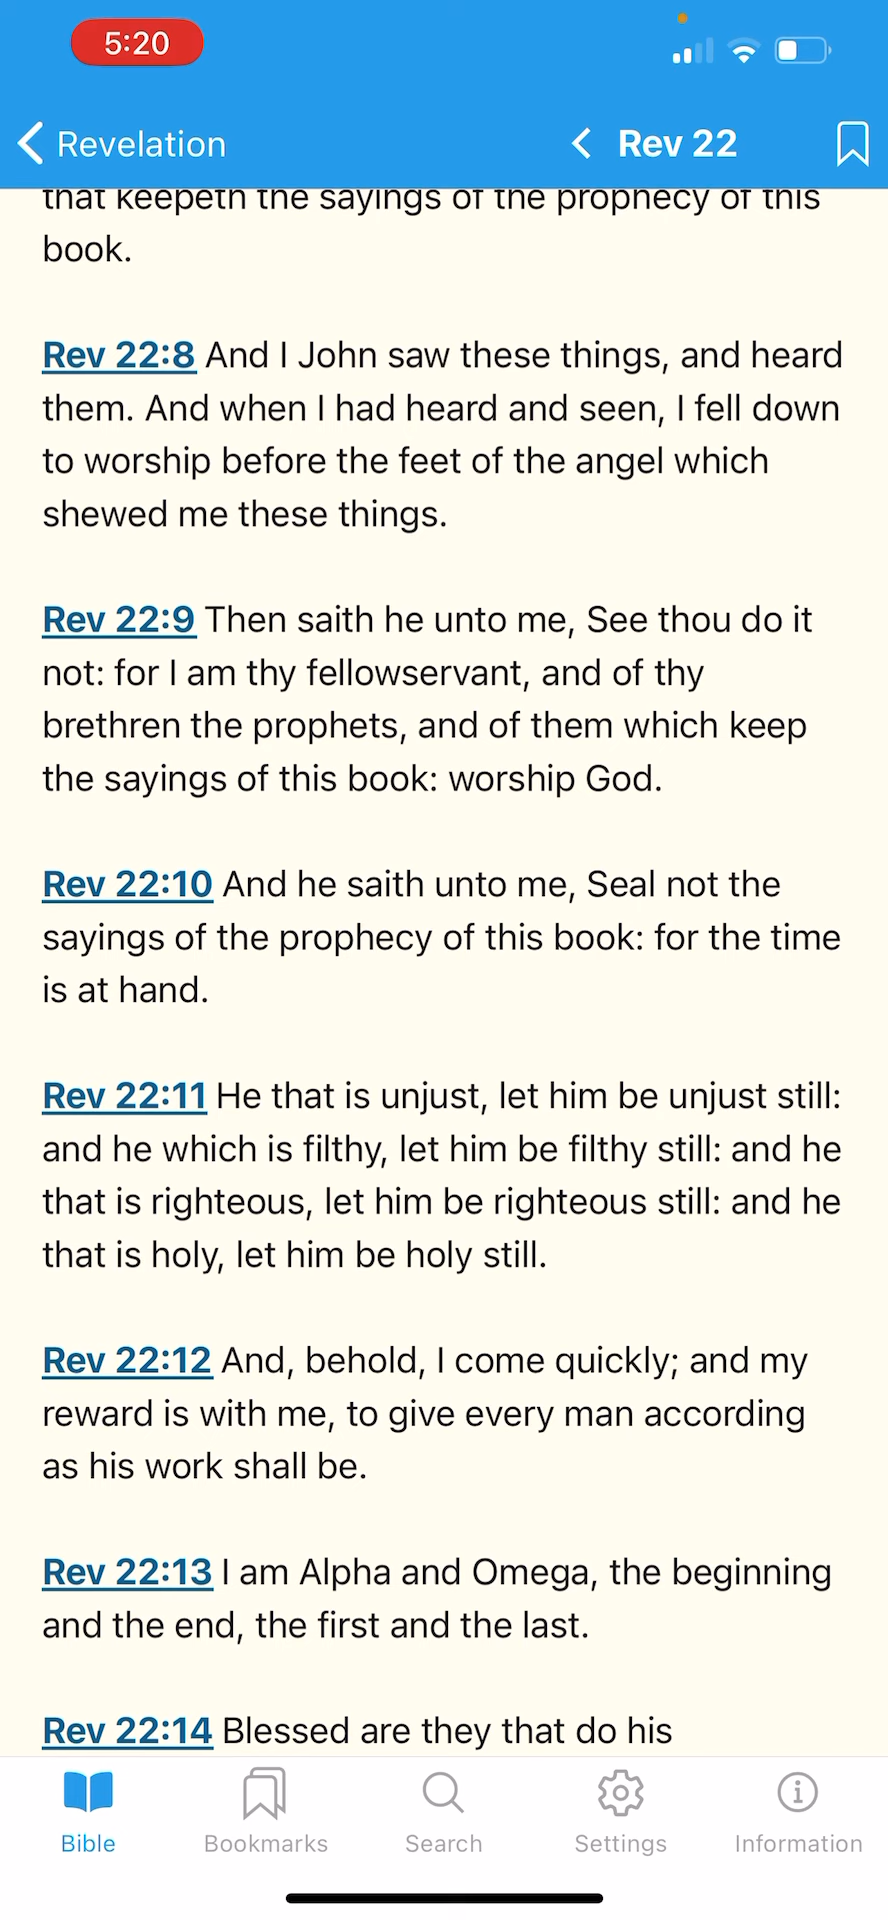 5:20
Revelation
Rev 22
that keepeth the sayings of the prophecy of this
book.
Rev 22:8 And I John saw these things, and heard
them. And when I had heard and seen, I fell down
to worship before the feet of the angel which
shewed me these things.
Rev 22:9 Then saith he unto me, See thou do it
not: for I am thy fellowservant, and of thy
brethren the prophets, and of them which keep
the sayings of this book: worship God.
Rev 22:10 And he saith unto me, Seal not the
sayings of the prophecy of this book: for the time
is at hand.
Rev 22:11 He that is unjust, let him be unjust still:
and he which is filthy, let him be filthy still: and he
that is righteous, let him be righteous still: and he
that is holy, let him be holy still.
Rev 22:12 And, behold, I come quickly; and my
reward is with me, to give every man according
as his work shall be.
Rev 22:13 I am Alpha and Omega, the beginning
and the end, the first and the last.
Rev 22:14 Blessed are they that do his
Bible
Bookmarks
Search
Settings
Information